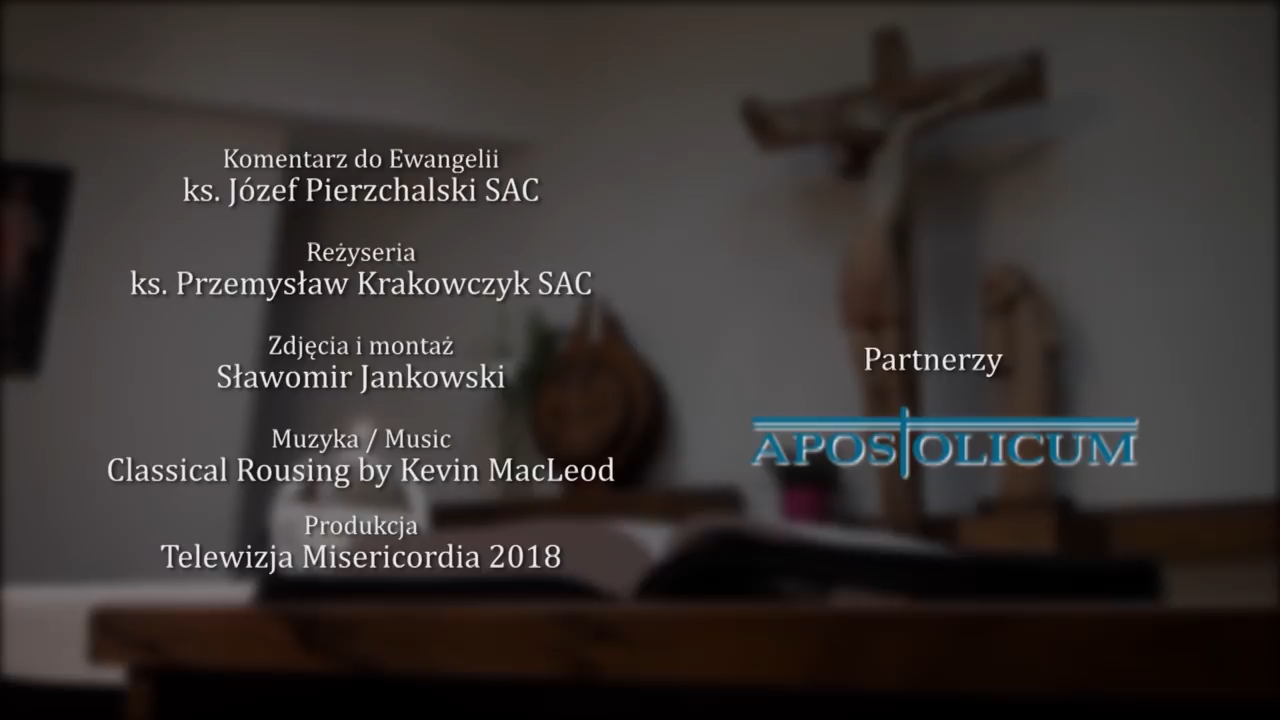 Komentarz do Ewangelii
ks. Józef Pierzchalski SAC
Reżyseria
ks. Przemysław Krakowczyk SAC
Zdjęcia i montaż
Sławomir Jankowski
Muzyka / Music
Classical Rousing by Kevin MacLeod
Produkcja
Telewizja Misericordia 2018
Partnerzy
APOSTOLICUM